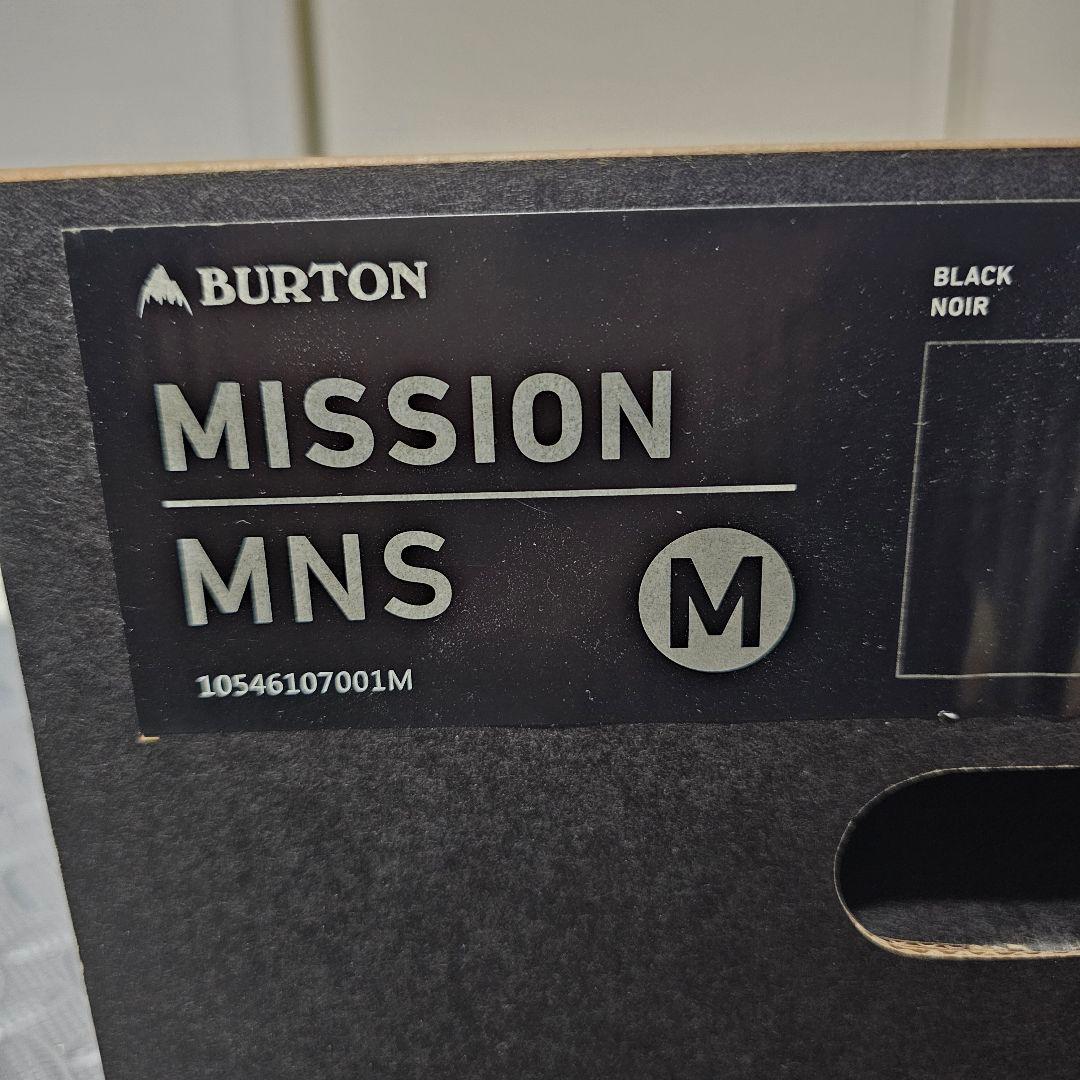 BURTON
MISSION
MNS
M
10546107001M
BLACK
NOIR